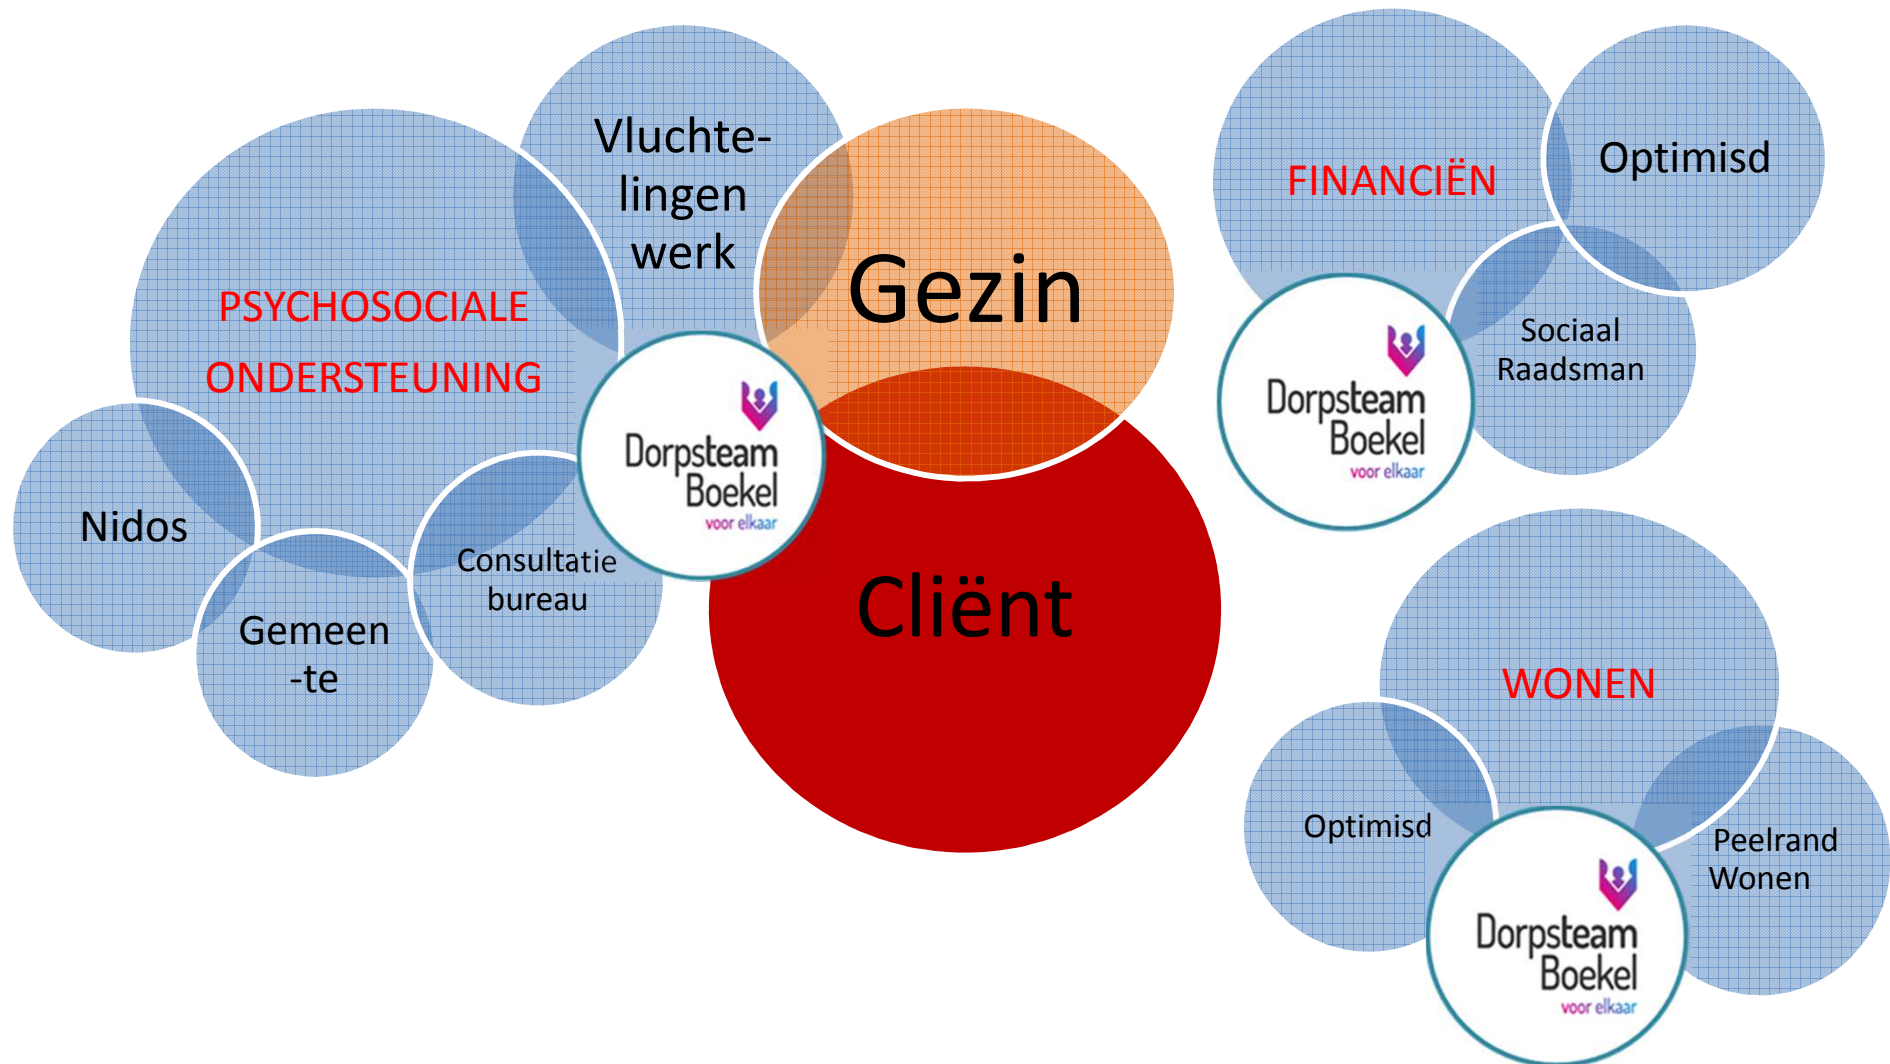 Vluchte-
lingen
werk
Gezin
PSYCHOSOCIALE
ONDERSTEUNING
Dorpsteam
Boekel
voor elkaar
Nidos
Gemeen
-te
Consultatie
bureau
Cliënt
FINANCIËN
Optimisd
Sociaal
Raadsman
Dorpsteam
Boekel
voor elkaar
WONEN
Optimisd
Peelrand
Wonen
Dorpsteam
Boekel
voor elkaar